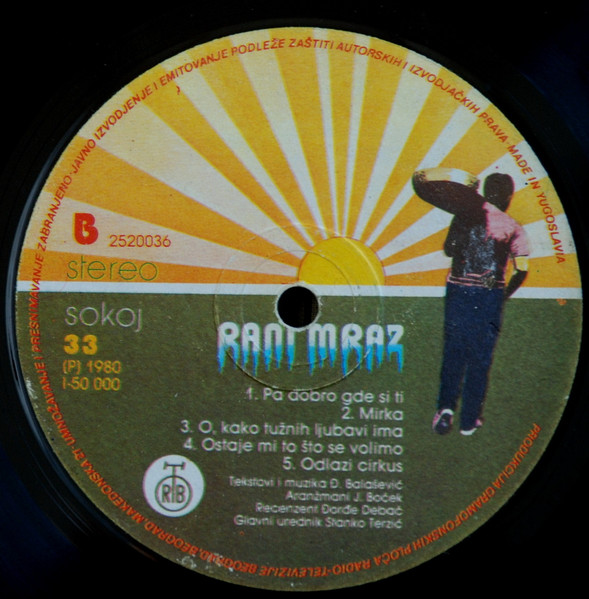 UMNOŽAVANJE I PRESNIMAVANJE ZABRANJENO·JAVNO IZVODJENJE I EMITOVANJE PODLEŽE ZAŠTITI AUTORSKIH I IZVODJAČKIH PRAVA·MADE IN YUGOSLAVIA
B
2520036
stereo
sokoj
33
(P) 1980
I-50 000
RANI MRAZ
1. Pa dobro gde si ti
2. Mirka
3. O, kako tužnih ljubavi ima
4. Ostaje mi to što se volimo
5. Odlazi cirkus
Tekstovi i muzika Đ. Balašević
Aranžmani J. Boček
Recenzent Đorđe Debač
Glavni urednik Stanko Terzić
RTB
PRODUKCIJA GRAMOFONSKIH PLOČA RADIO-TELEVIZIJE BEOGRAD, MAKEDONSKA 21